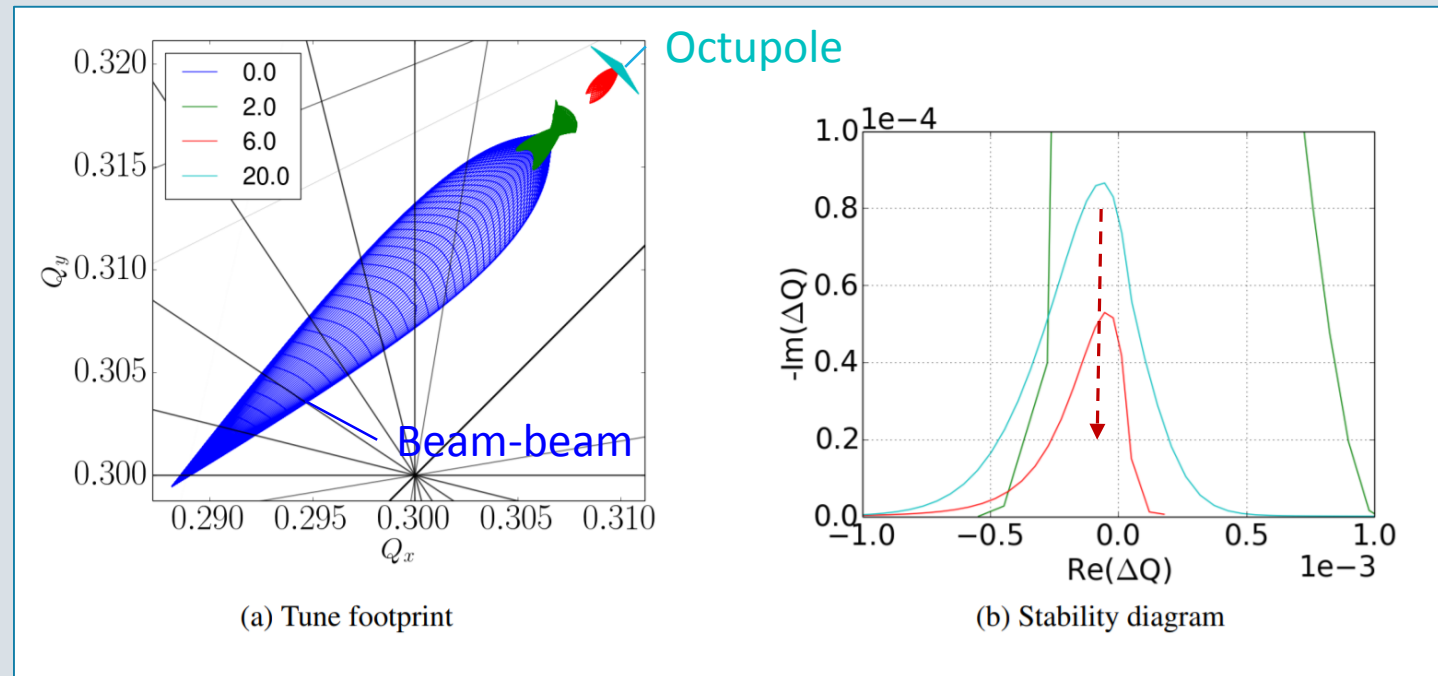 Octupole
0.320
0.315
0.310
0.305
0.300
Q_y
0.0
2.0
6.0
20.0
Beam-beam
0.290 0.295 0.300 0.305 0.310
Q_x
(a) Tune footprint
1e−4
1.0
0.8
0.6
0.4
0.2
0.0
-Im(ΔQ)
−1.0 −0.5 0.0 0.5 1.0
Re(ΔQ)
1e−3
(b) Stability diagram